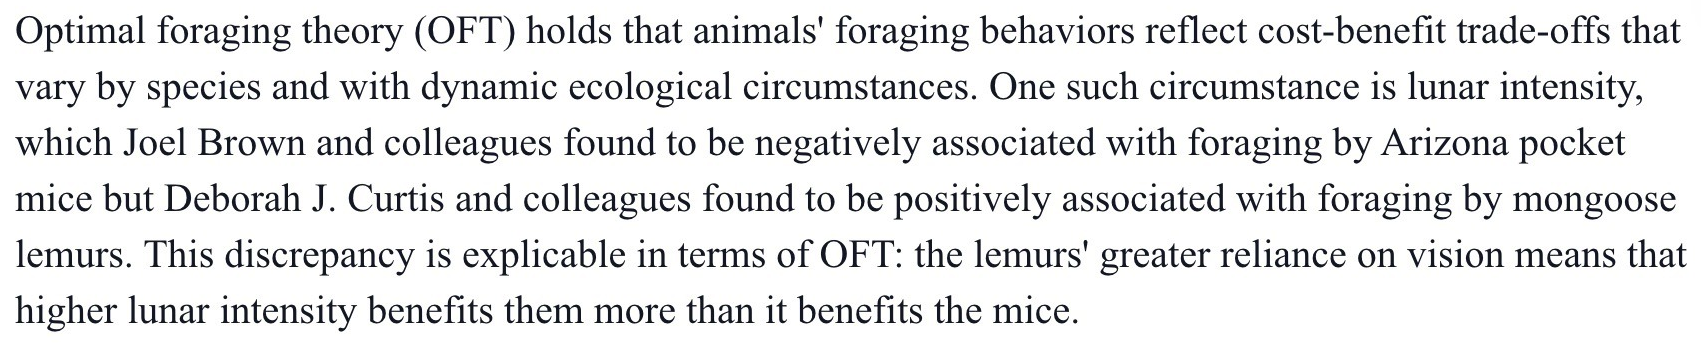 Optimal foraging theory (OFT) holds that animals' foraging behaviors reflect cost-benefit trade-offs that
vary by species and with dynamic ecological circumstances. One such circumstance is lunar intensity,
which Joel Brown and colleagues found to be negatively associated with foraging by Arizona pocket
mice but Deborah J. Curtis and colleagues found to be positively associated with foraging by mongoose
lemurs. This discrepancy is explicable in terms of OFT: the lemurs' greater reliance on vision means that
higher lunar intensity benefits them more than it benefits the mice.